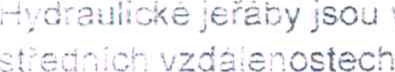 Hydraulické jeřáby jsou
středních vzdálenostech